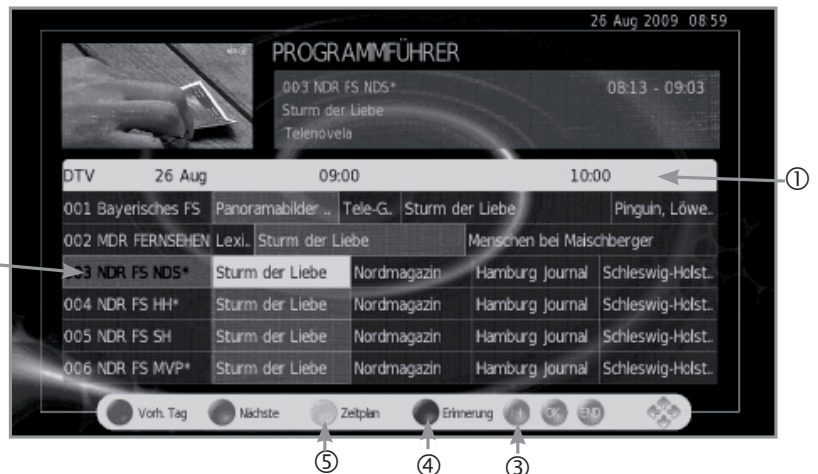 26 Aug 2009 08:59
PROGRAMMFÜHRER
003 NDR FS NDS* 08:13 - 09:03
Sturm der Liebe
Telenovela
DTV 26 Aug 09:00 10:00
①
001 Bayerisches FS Panoramabilder .. Tele-G.. Sturm der Liebe Pinguin, Löwe..
002 MDR FERNSEHEN Lexi.. Sturm der Liebe Menschen bei Maischberger
003 NDR FS NDS* Sturm der Liebe Nordmagazin Hamburg Journal Schleswig-Holst..
004 NDR FS HH* Sturm der Liebe Nordmagazin Hamburg Journal Schleswig-Holst..
005 NDR FS SH Sturm der Liebe Nordmagazin Hamburg Journal Schleswig-Holst..
006 NDR FS MVP* Sturm der Liebe Nordmagazin Hamburg Journal Schleswig-Holst..
Vorh. Tag Nächste Zeitplan Erinnerung i+ OK END
⑤ ④ ③